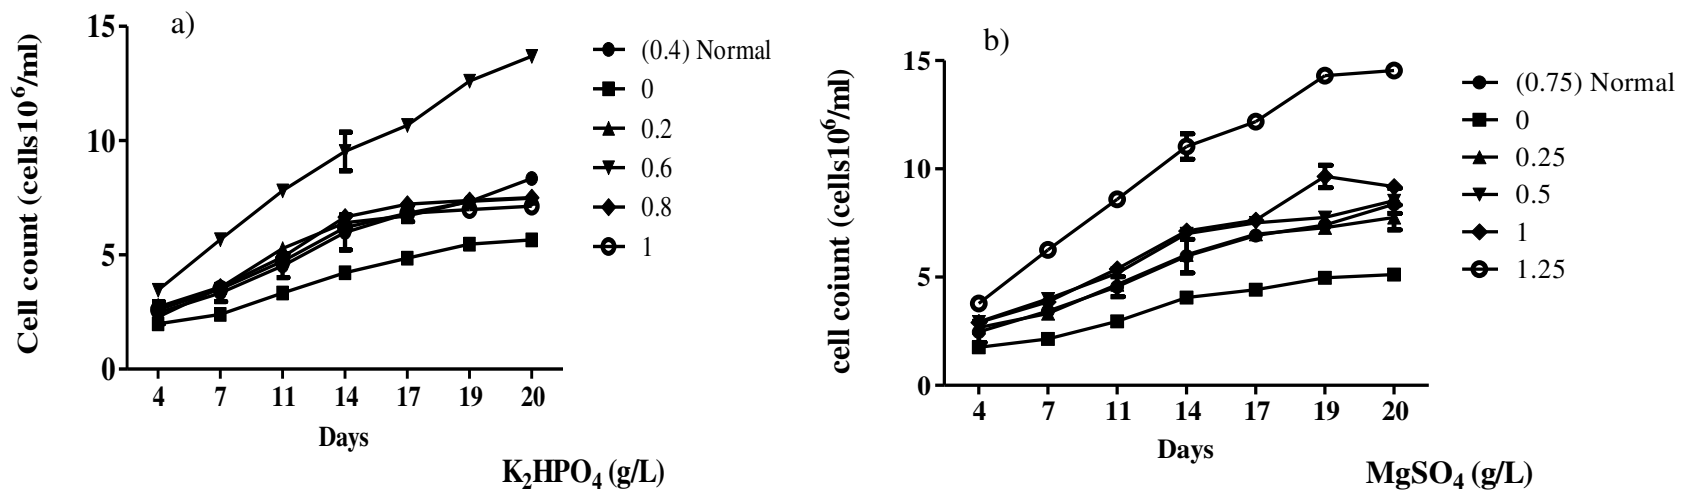 a)
Cell count (cells10⁶/ml)
15
10
5
0
4 7 11 14 17 19 20
Days
K₂HPO₄ (g/L)
(0.4) Normal
0
0.2
0.6
0.8
1
b)
cell coiunt (cells10⁶/ml)
15
10
5
0
4 7 11 14 17 19 20
Days
MgSO₄ (g/L)
(0.75) Normal
0
0.25
0.5
1
1.25